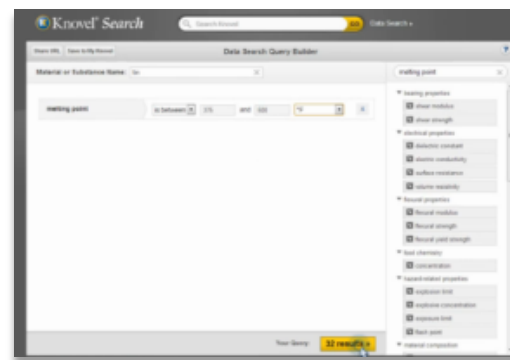 Knovel Search
Search Knovel
GO
Data Search
Share URL
Save to My Knovel
Data Search Query Builder
?
Material or Substance Name:
melting point
melting point
is between
and
°F
x
bearing properties
shear modulus
shear strength
electrical properties
dielectric constant
electric conductivity
surface resistance
volume resistivity
flexural properties
flexural modulus
flexural strength
flexural yield strength
food chemistry
concentration
hazard-related properties
explosion limit
explosive concentration
exposure limit
flash point
material composition
Your Query:
32 results »